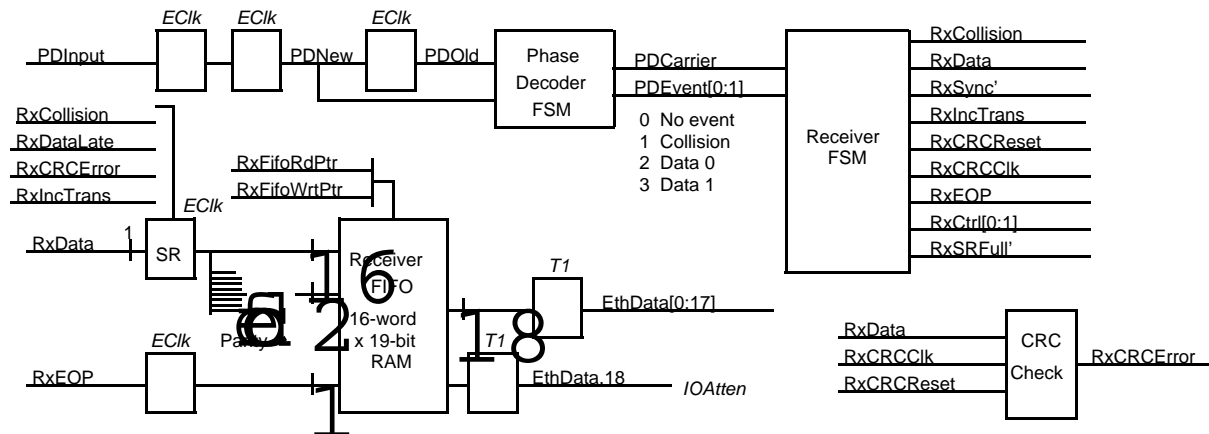 EClk
EClk
EClk
PDInput
PDNew
PDOld
Phase
Decoder
FSM
PDCarrier
PDEvent[0:1]
0 No event
1 Collision
2 Data 0
3 Data 1
Receiver
FSM
RxCollision
RxData
RxSync'
RxIncTrans
RxCRCReset
RxCRCClk
RxEOP
RxCtrl[0:1]
RxSRFull'
RxCollision
RxDataLate
RxCRCError
RxIncTrans
RxFifoRdPtr
RxFifoWrtPtr
EClk
RxData
1
SR
16
Receiver
FIFO
16-word
x 19-bit
RAM
Parity
2
18
T1
EthData[0:17]
T1
EthData.18
IOAtten
EClk
RxEOP
1
RxData
RxCRCClk
RxCRCReset
CRC
Check
RxCRCError